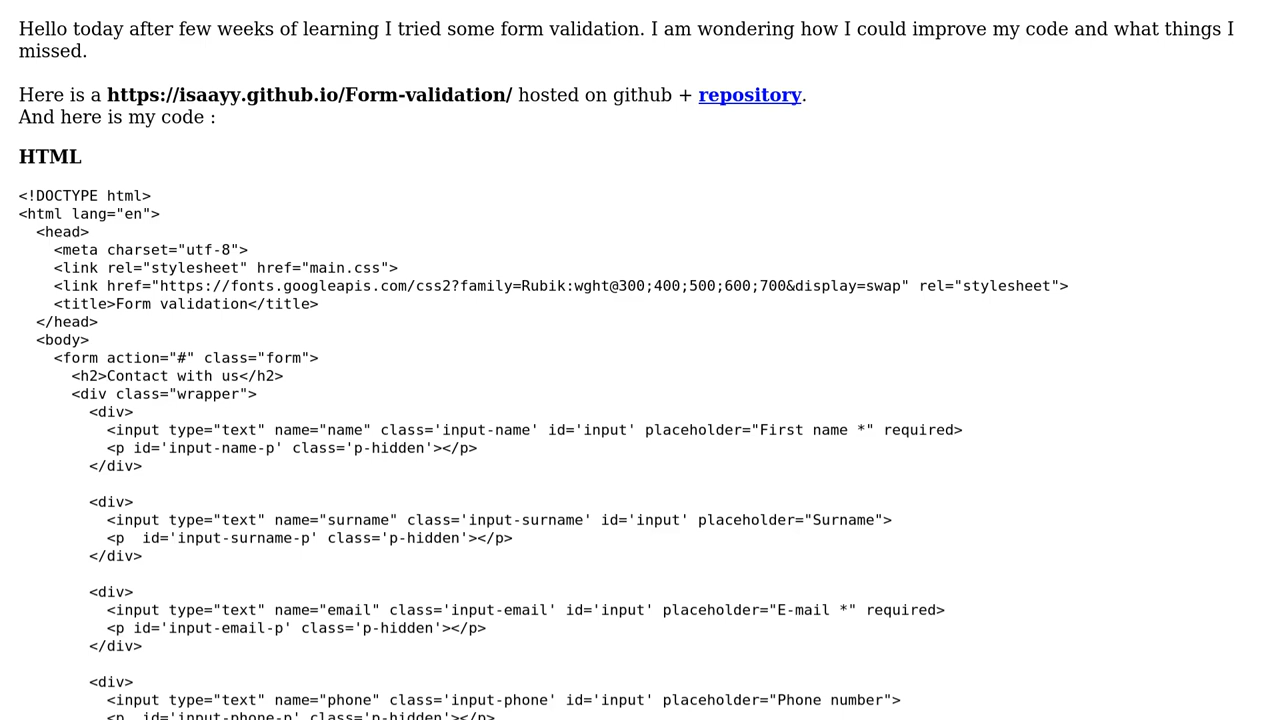 Hello today after few weeks of learning I tried some form validation. I am wondering how I could improve my code and what things I
missed.
Here is a https://isaayy.github.io/Form-validation/ hosted on github + repository.
And here is my code :
HTML
<!DOCTYPE html>
<html lang="en">
  <head>
    <meta charset="utf-8">
    <link rel="stylesheet" href="main.css">
    <link href="https://fonts.googleapis.com/css2?family=Rubik:wght@300;400;500;600;700&display=swap" rel="stylesheet">
    <title>Form validation</title>
  </head>
  <body>
    <form action="#" class="form">
      <h2>Contact with us</h2>
      <div class="wrapper">
        <div>
          <input type="text" name="name" class='input-name' id='input' placeholder="First name *" required>
          <p id='input-name-p' class='p-hidden'></p>
        </div>

        <div>
          <input type="text" name="surname" class='input-surname' id='input' placeholder="Surname">
          <p  id='input-surname-p' class='p-hidden'></p>
        </div>

        <div>
          <input type="text" name="email" class='input-email' id='input' placeholder="E-mail *" required>
          <p id='input-email-p' class='p-hidden'></p>
        </div>

        <div>
          <input type="text" name="phone" class='input-phone' id='input' placeholder="Phone number">
          <p  id='input-phone-p' class='p-hidden'></p>